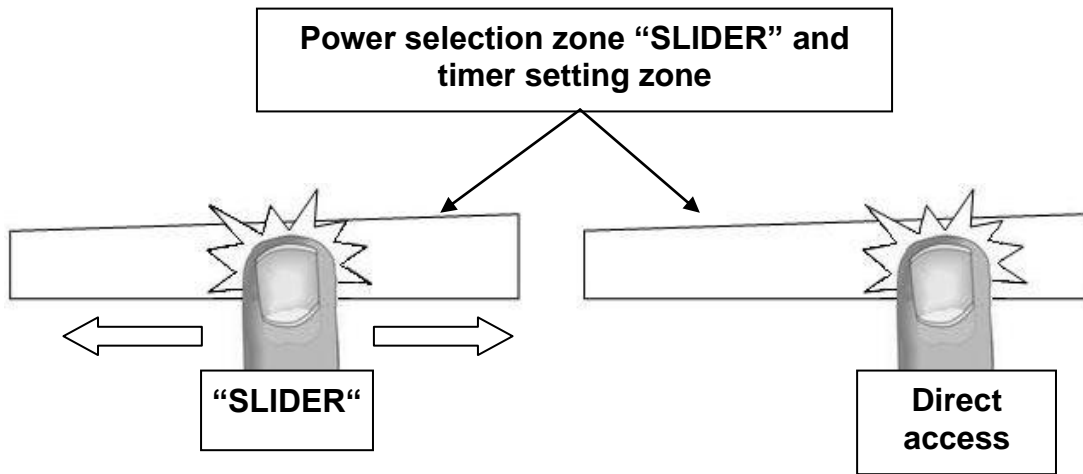 Power selection zone “SLIDER” and
timer setting zone
“SLIDER“
Direct
access